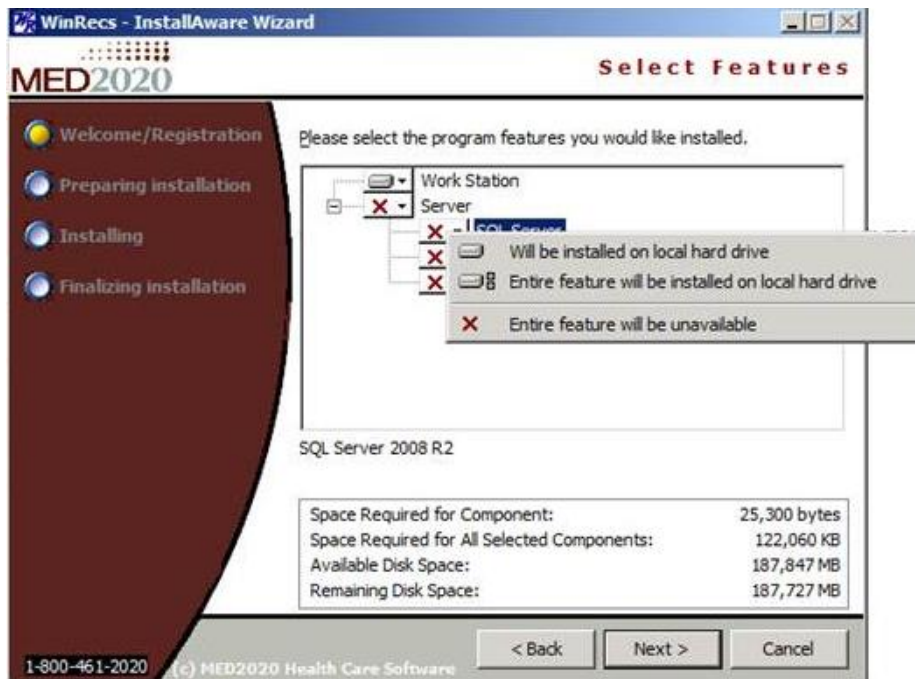 WinRecs - InstallAware Wizard
MED2020
Select Features
Welcome/Registration
Preparing installation
Installing
Finalizing installation
Please select the program features you would like installed.
Work Station
Server
SQL Server
Will be installed on local hard drive
Entire feature will be installed on local hard drive
Entire feature will be unavailable
SQL Server 2008 R2
Space Required for Component: 25,300 bytes
Space Required for All Selected Components: 122,060 KB
Available Disk Space: 187,847 MB
Remaining Disk Space: 187,727 MB
1-800-461-2020
(c) MED2020 Health Care Software
< Back
Next >
Cancel